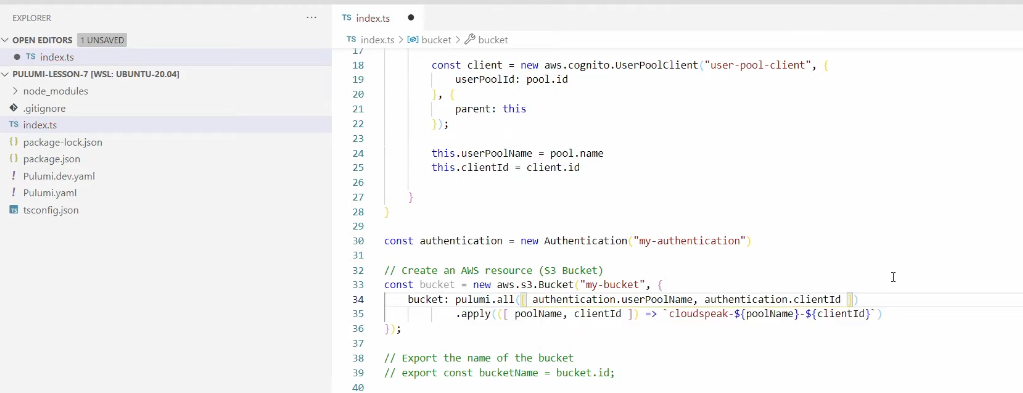 EXPLORER
···
OPEN EDITORS 1 UNSAVED
TS index.ts
PULUMI-LESSON-7 [WSL: UBUNTU-20.04]
node_modules
.gitignore
TS index.ts
{} package-lock.json
{} package.json
! Pulumi.dev.yaml
! Pulumi.yaml
TS tsconfig.json
TS index.ts
TS index.ts > bucket > bucket
17
18 const client = new aws.cognito.UserPoolClient("user-pool-client", {
19 userPoolId: pool.id
20 }, {
21 parent: this
22 });
23
24 this.userPoolName = pool.name
25 this.clientId = client.id
26
27 }
28 }
29
30 const authentication = new Authentication("my-authentication")
31
32 // Create an AWS resource (S3 Bucket)
33 const bucket = new aws.s3.Bucket("my-bucket", {
34 bucket: pulumi.all([ authentication.userPoolName, authentication.clientId ])
35 .apply(([ poolName, clientId ]) => `cloudspeak-${poolName}-${clientId}`)
36 });
37
38 // Export the name of the bucket
39 // export const bucketName = bucket.id;
40